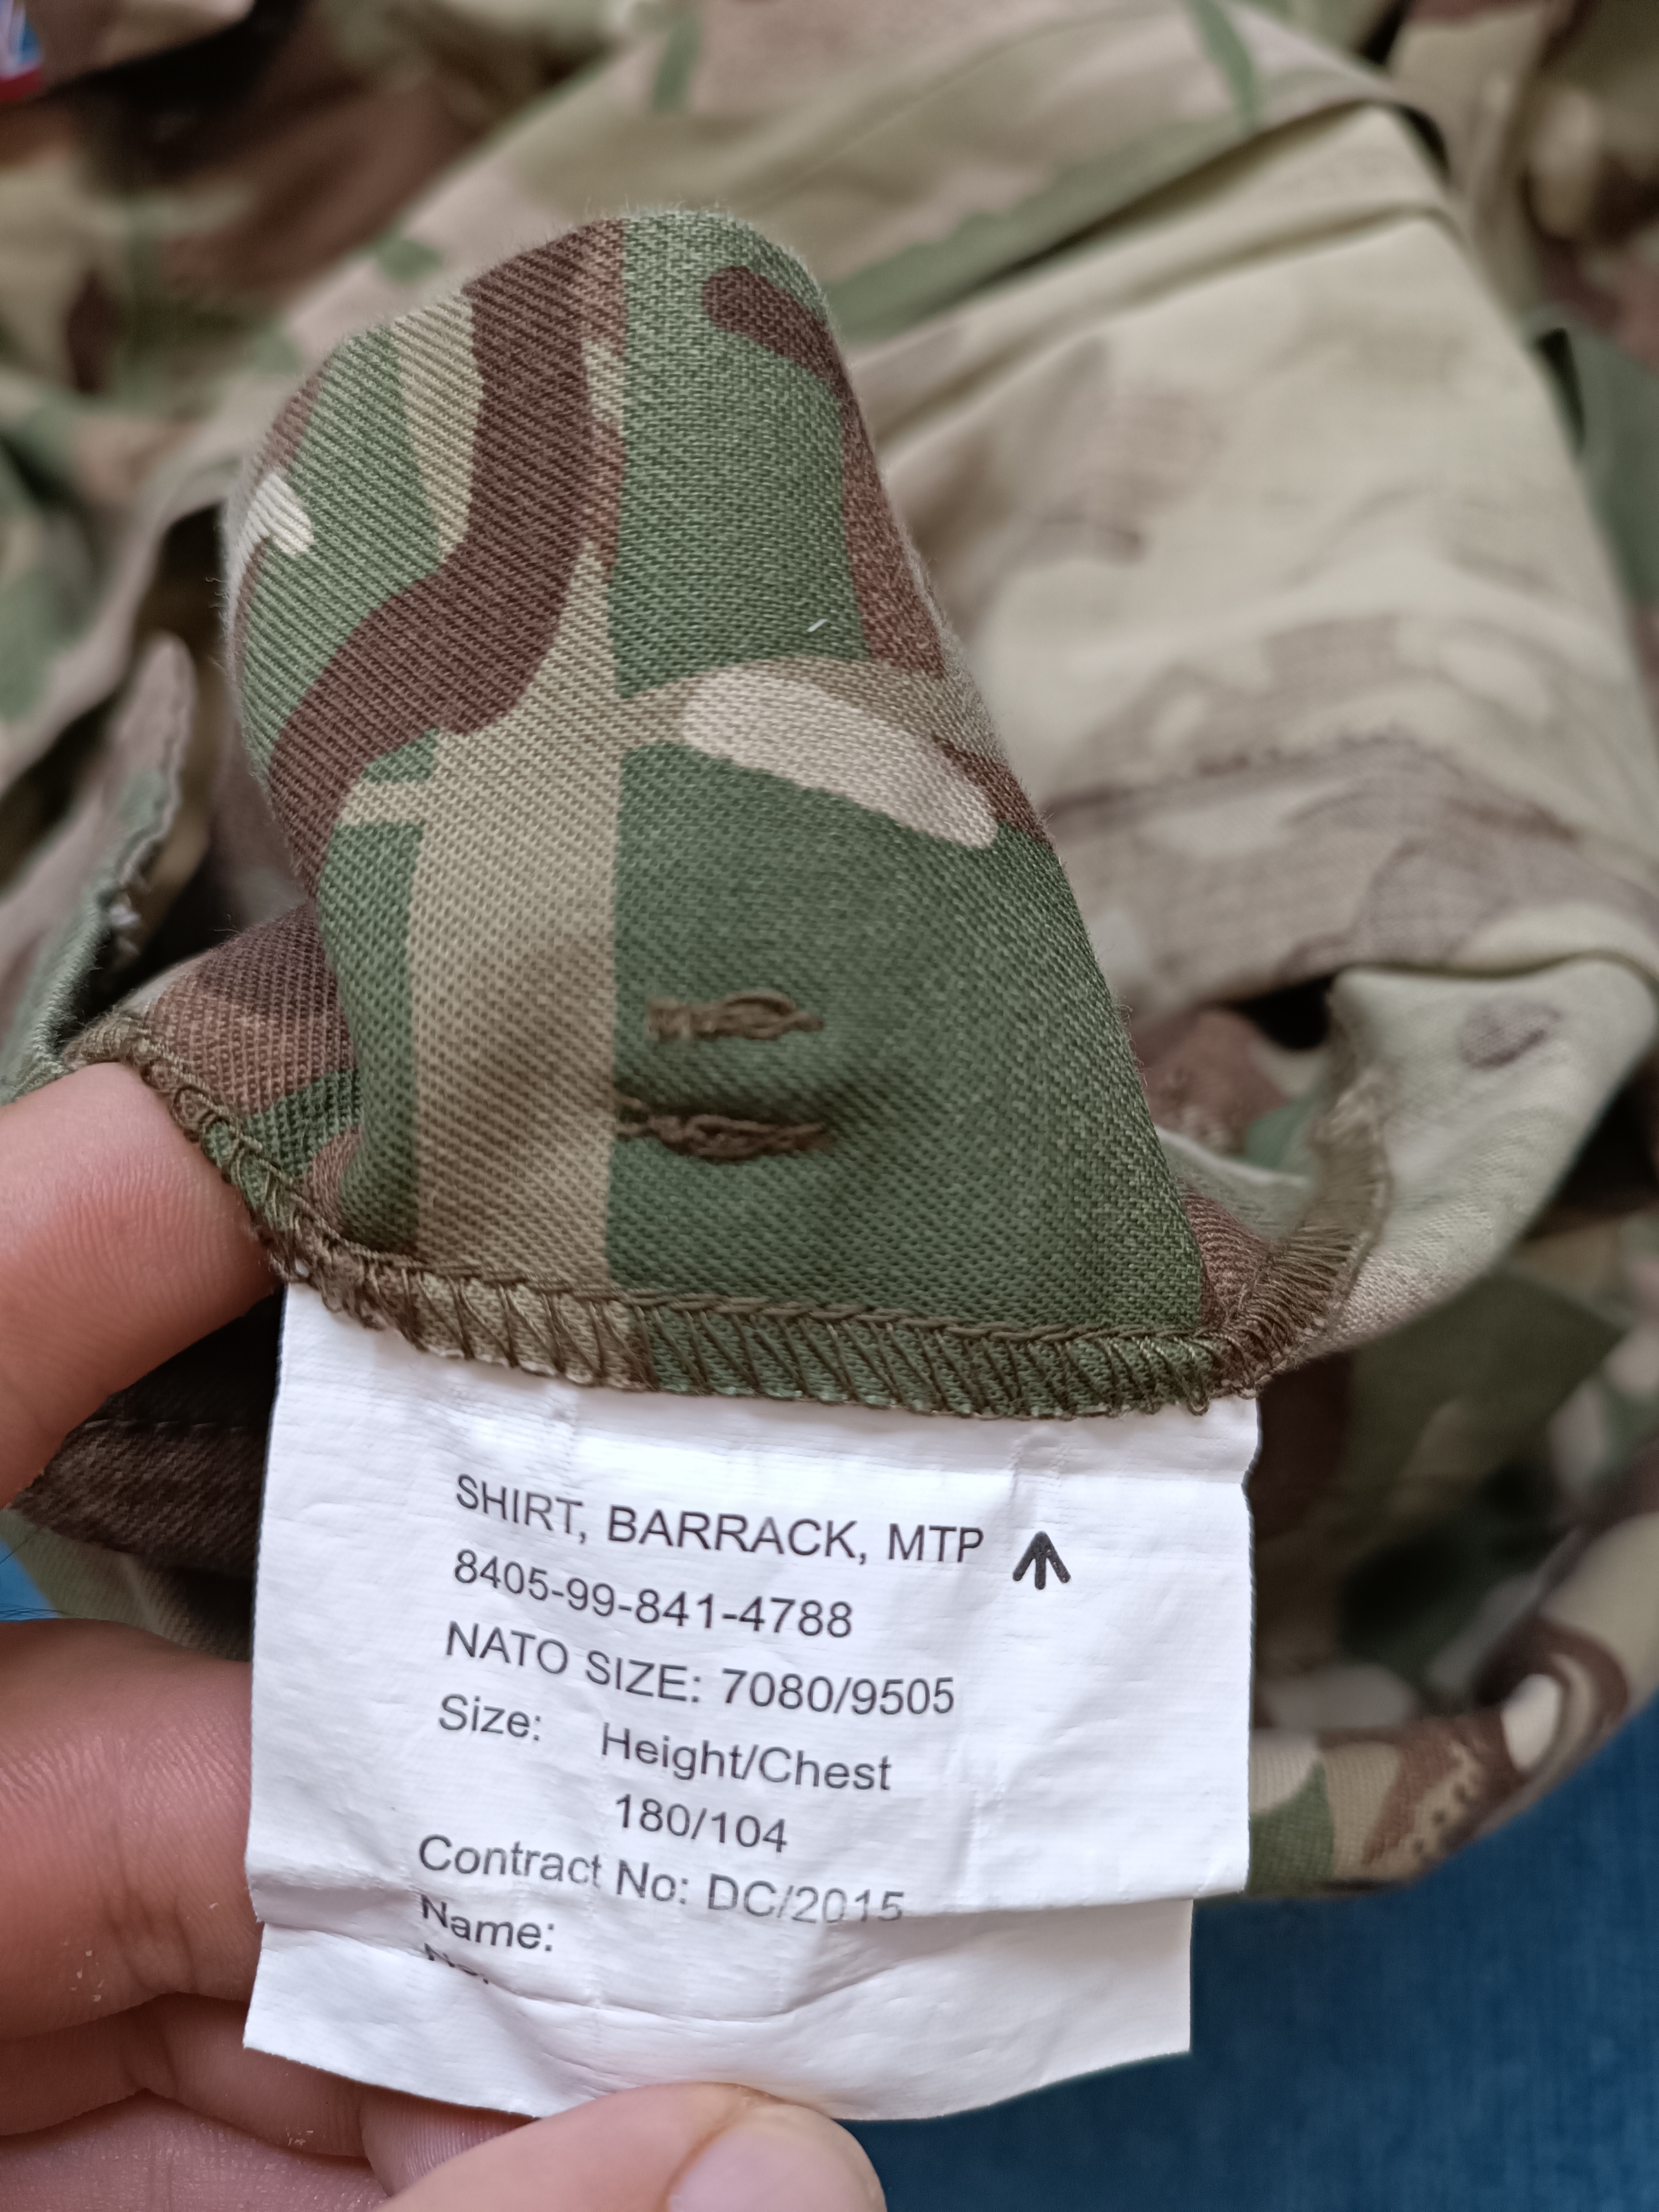 SHIRT, BARRACK, MTP
8405-99-841-4788
NATO SIZE: 7080/9505
Size: Height/Chest
180/104
Contract No: DC/2015
Name: